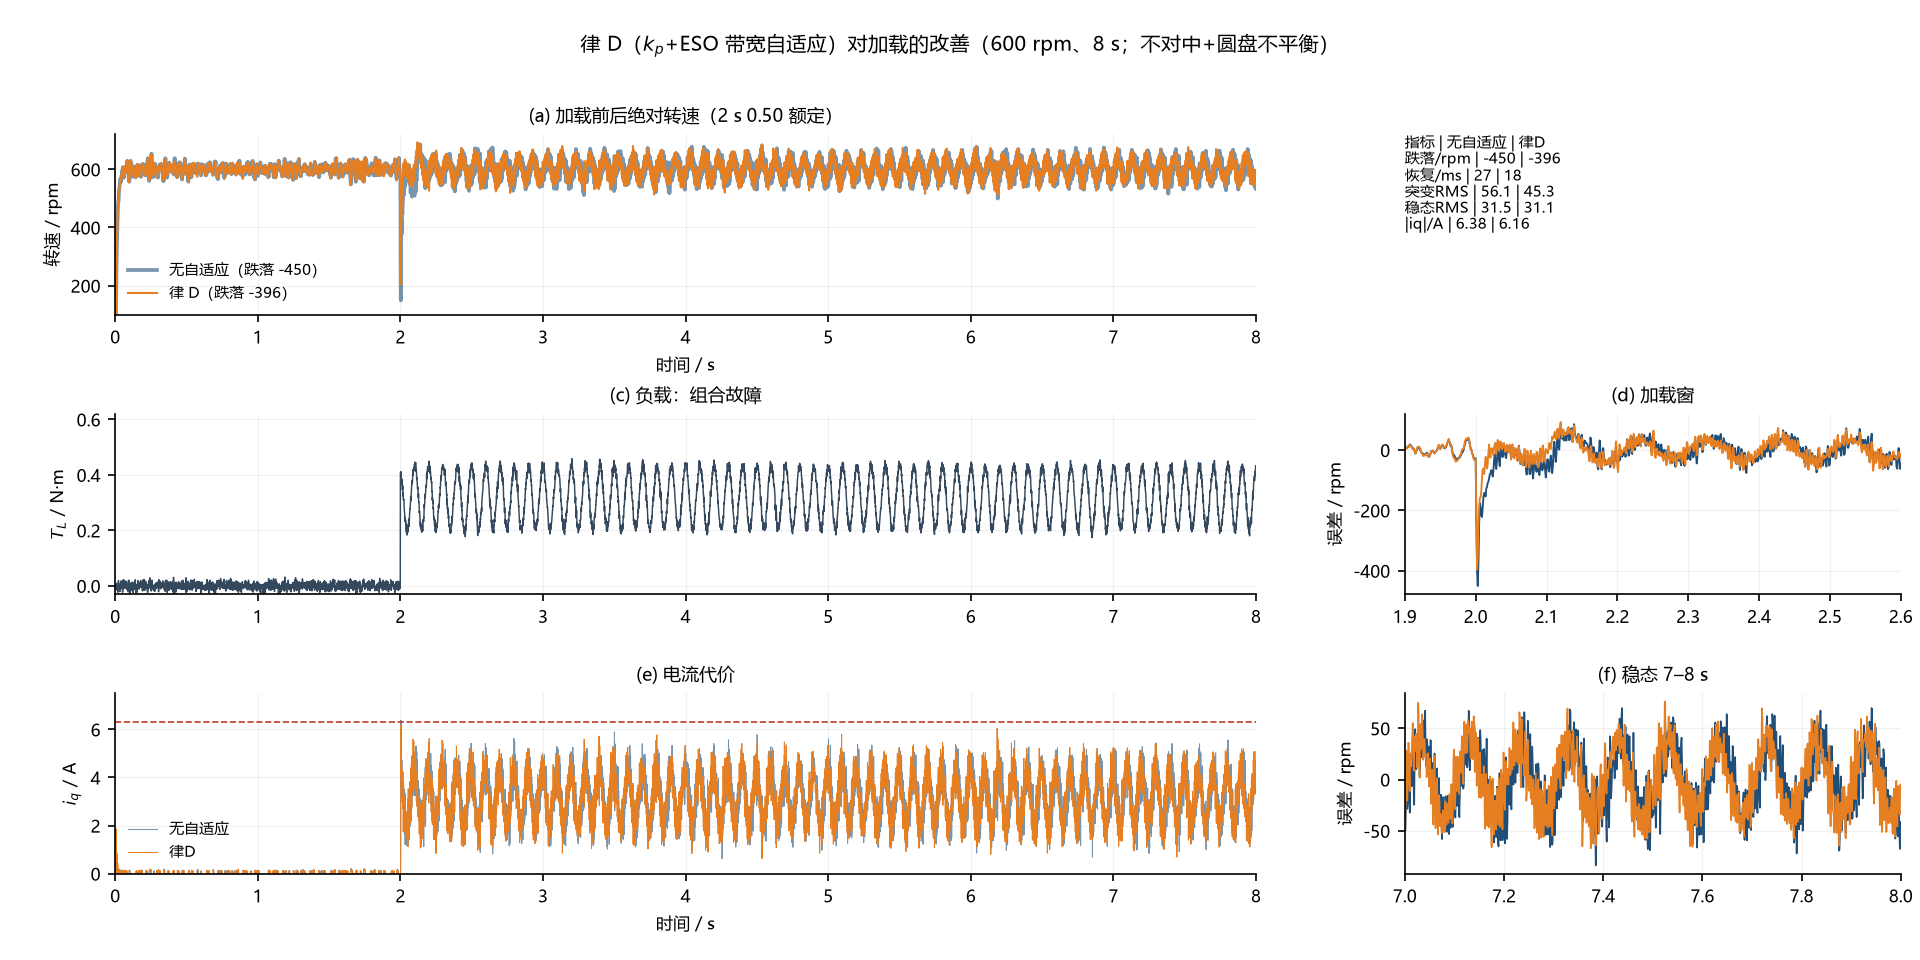 律 D（kp+ESO 带宽自适应）对加载的改善（600 rpm、8 s；不对中+圆盘不平衡）
(a) 加载前后绝对转速（2 s 0.50 额定）
转速 / rpm
600
400
200
无自适应（跌落 -450）
律 D（跌落 -396）
0 1 2 3 4 5 6 7 8
时间 / s
指标 | 无自适应 | 律D
跌落/rpm | -450 | -396
恢复/ms | 27 | 18
突变RMS | 56.1 | 45.3
稳态RMS | 31.5 | 31.1
|iq|/A | 6.38 | 6.16
(c) 负载：组合故障
TL / N·m
0.6
0.4
0.2
0.0
0 1 2 3 4 5 6 7 8
(d) 加载窗
误差 / rpm
0
-200
-400
1.9 2.0 2.1 2.2 2.3 2.4 2.5 2.6
(e) 电流代价
iq / A
6
4
2
0
无自适应
律D
0 1 2 3 4 5 6 7 8
时间 / s
(f) 稳态 7–8 s
误差 / rpm
50
0
-50
7.0 7.2 7.4 7.6 7.8 8.0